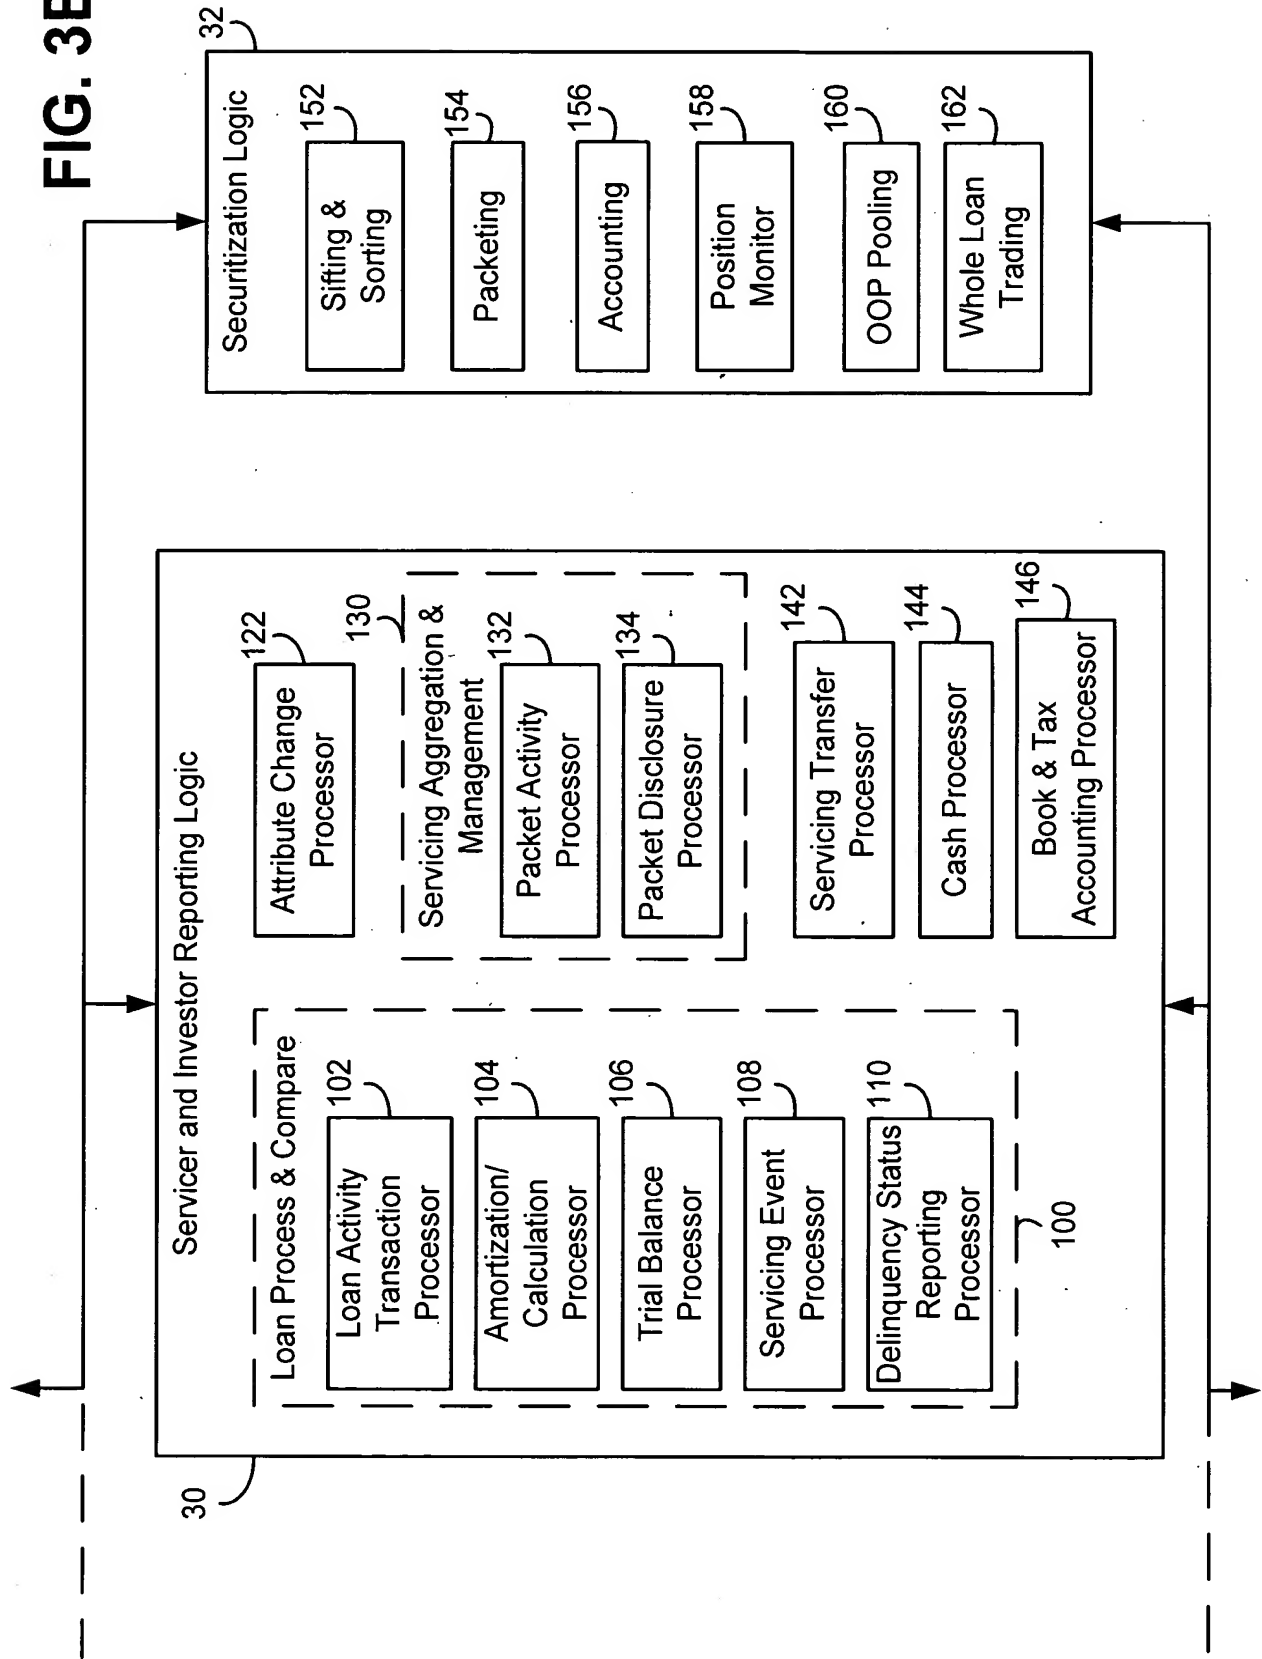 FIG. 3B
30
Servicer and Investor Reporting Logic
Loan Process & Compare
100
Loan Activity
Transaction
Processor
102
Amortization/
Calculation
Processor
104
Trial Balance
Processor
106
Servicing Event
Processor
108
Delinquency Status
Reporting
Processor
110
Attribute Change
Processor
122
130
Servicing Aggregation &
Management
Packet Activity
Processor
132
Packet Disclosure
Processor
134
Servicing Transfer
Processor
142
Cash Processor
144
Book & Tax
Accounting Processor
146
32
Securitization Logic
Sifting &
Sorting
152
Packeting
154
Accounting
156
Position
Monitor
158
OOP Pooling
160
Whole Loan
Trading
162